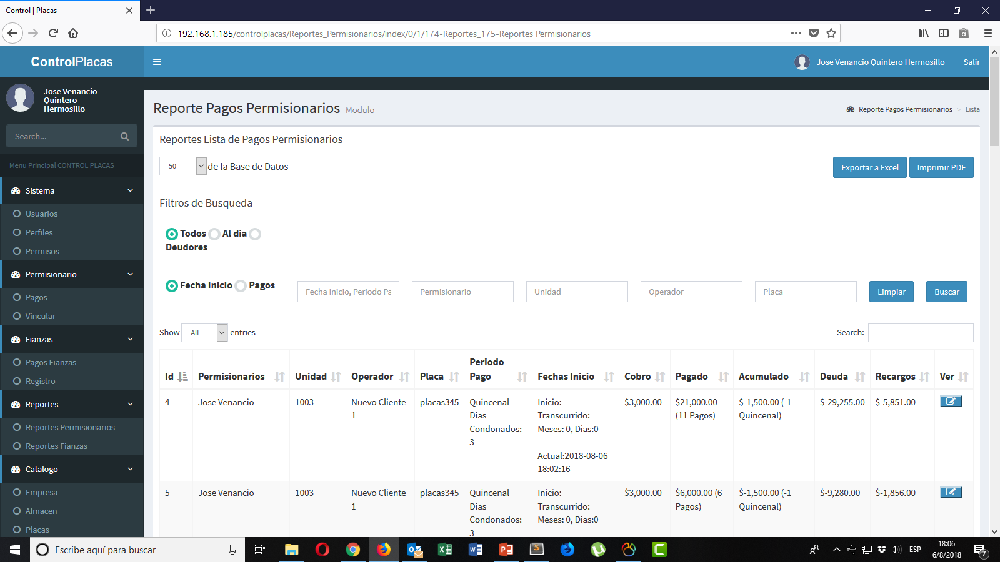 Control | Placas
192.168.1.185/controlplacas/Reportes_Permisionarios/index/0/1/174-Reportes_175-Reportes Permisionarios
ControlPlacas
Jose Venancio Quintero Hermosillo
Salir
Jose Venancio
Quintero
Hermosillo
Search...
Menu Principal CONTROL PLACAS
Sistema
Usuarios
Perfiles
Permisos
Permisionario
Pagos
Vincular
Fianzas
Pagos Fianzas
Registro
Reportes
Reportes Permisionarios
Reportes Fianzas
Catalogo
Empresa
Almacen
Placas
Reporte Pagos Permisionarios Modulo
Reporte Pagos Permisionarios > Lista
Reportes Lista de Pagos Permisionarios
50 de la Base de Datos
Exportar a Excel
Imprimir PDF
Filtros de Busqueda
Todos Al dia
Deudores
Fecha Inicio Pagos
Fecha Inicio, Periodo Pa
Permisionario
Unidad
Operador
Placa
Limpiar
Buscar
Show All entries
Search:
Id Permisionarios Unidad Operador Placa Periodo Pago Fechas Inicio Cobro Pagado Acumulado Deuda Recargos Ver
4
Jose Venancio
1003
Nuevo Cliente
1
placas345
Quincenal
Dias
Condonados:
3
Inicio:
Transcurrido:
Meses: 0, Dias:0
Actual:2018-08-06
18:02:16
$3,000.00
$21,000.00
(11 Pagos)
$-1,500.00 (-1
Quincenal)
$-29,255.00
$-5,851.00
5
Jose Venancio
1003
Nuevo Cliente
1
placas345
Quincenal
Dias
Condonados:
3
Inicio:
Transcurrido:
Meses: 0, Dias:0
$3,000.00
$6,000.00 (6
Pagos)
$-1,500.00 (-1
Quincenal)
$-9,280.00
$-1,856.00
Escribe aquí para buscar
ESP
18:06
6/8/2018
7